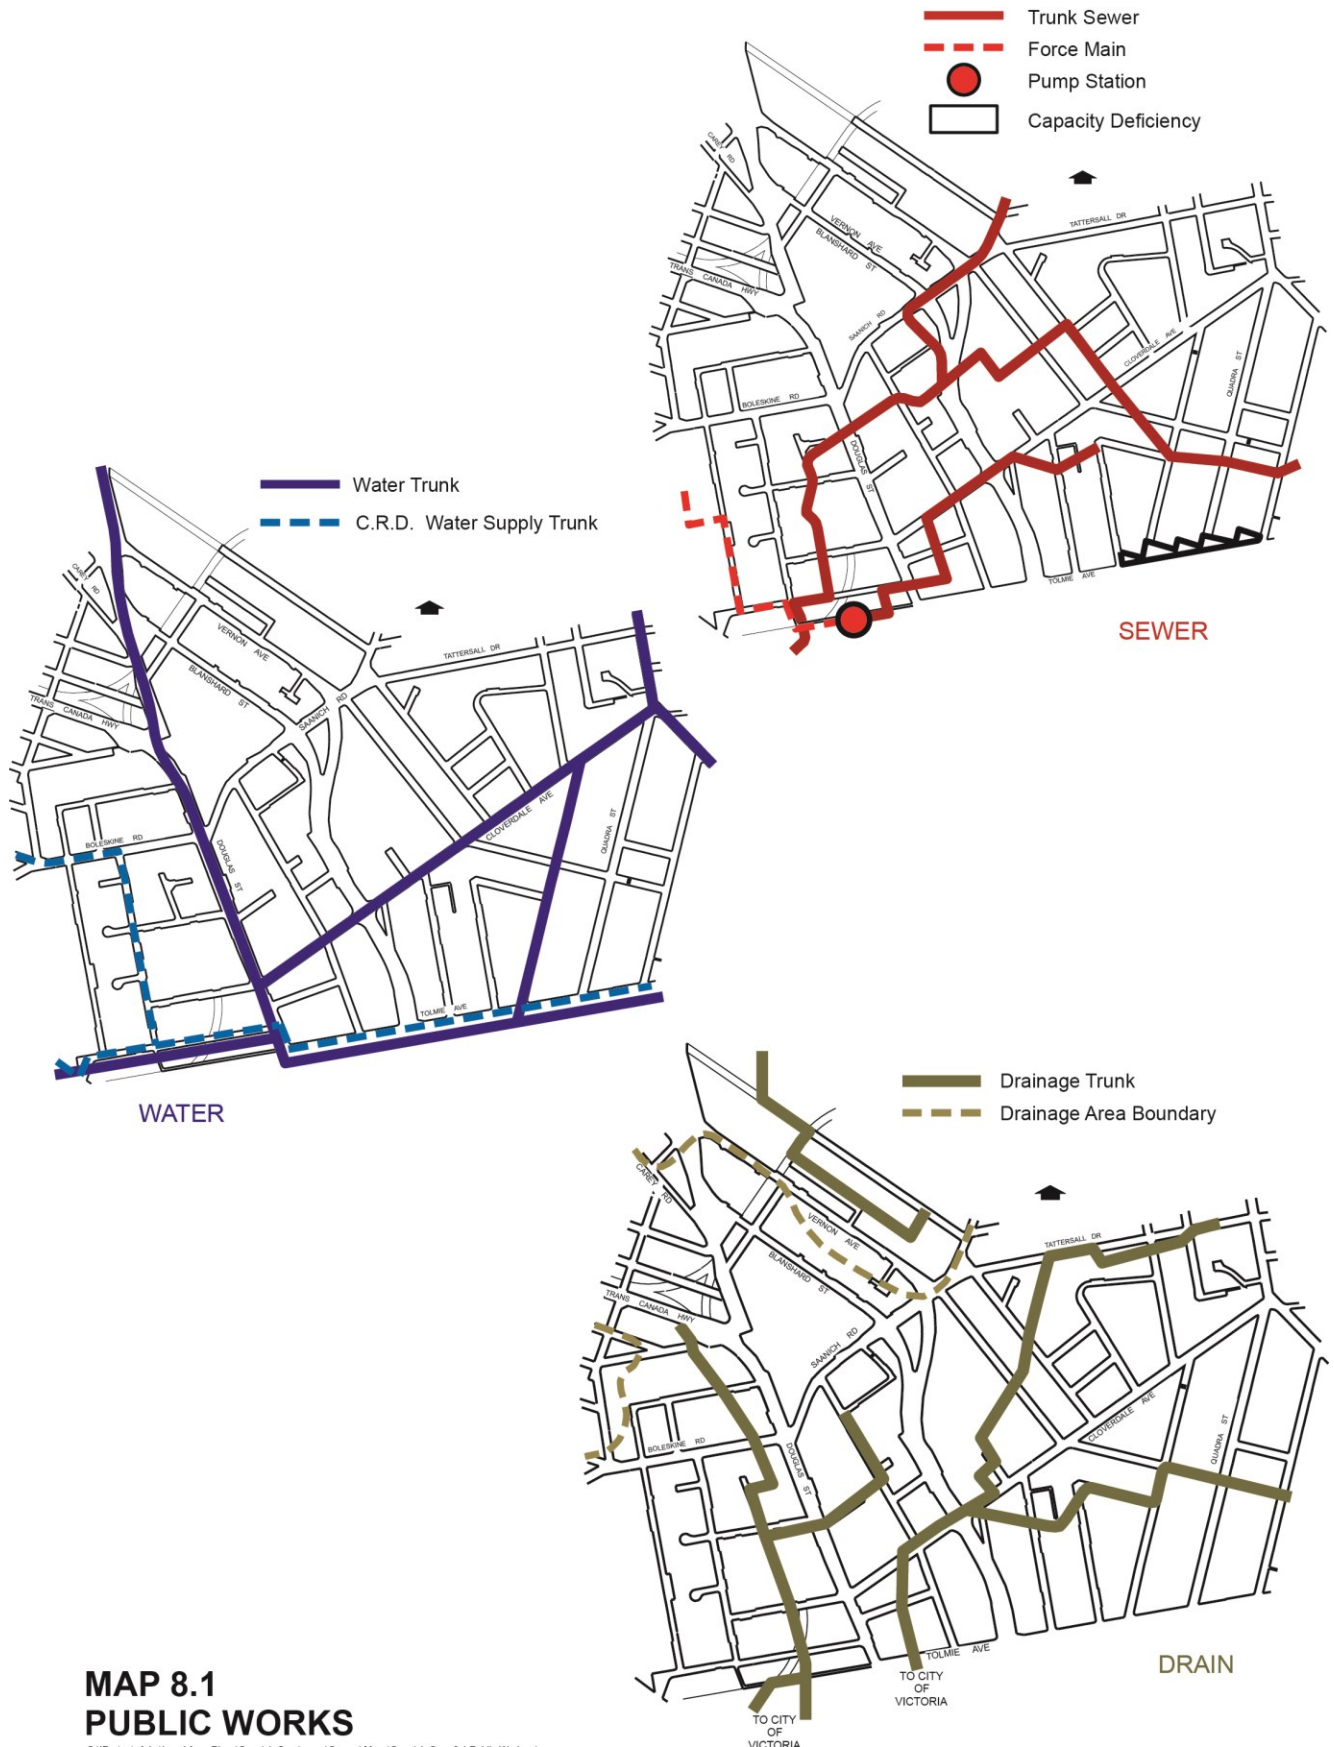 Trunk Sewer
Force Main
Pump Station
Capacity Deficiency
CAREY RD
TATTERSALL DR
VERNON AVE
BLANSHARD ST
TRANS CANADA HWY
SAANICH RD
CLOVERDALE AVE
QUADRA ST
BOLESKINE RD
DOUGLAS ST
TOLMIE AVE
SEWER
Water Trunk
C.R.D. Water Supply Trunk
CAREY RD
VERNON AVE
TATTERSALL DR
BLANSHARD ST
SAANICH RD
TRANS CANADA HWY
CLOVERDALE AVE
QUADRA ST
BOLESKINE RD
DOUGLAS ST
TOLMIE AVE
WATER
Drainage Trunk
Drainage Area Boundary
CAREY RD
VERNON AVE
TATTERSALL DR
BLANSHARD ST
TRANS CANADA HWY
SAANICH RD
CLOVERDALE AVE
QUADRA ST
BOLESKINE RD
DOUGLAS ST
TOLMIE AVE
DRAIN
TO CITY
OF
VICTORIA
TO CITY
OF
VICTORIA
MAP 8.1
PUBLIC WORKS